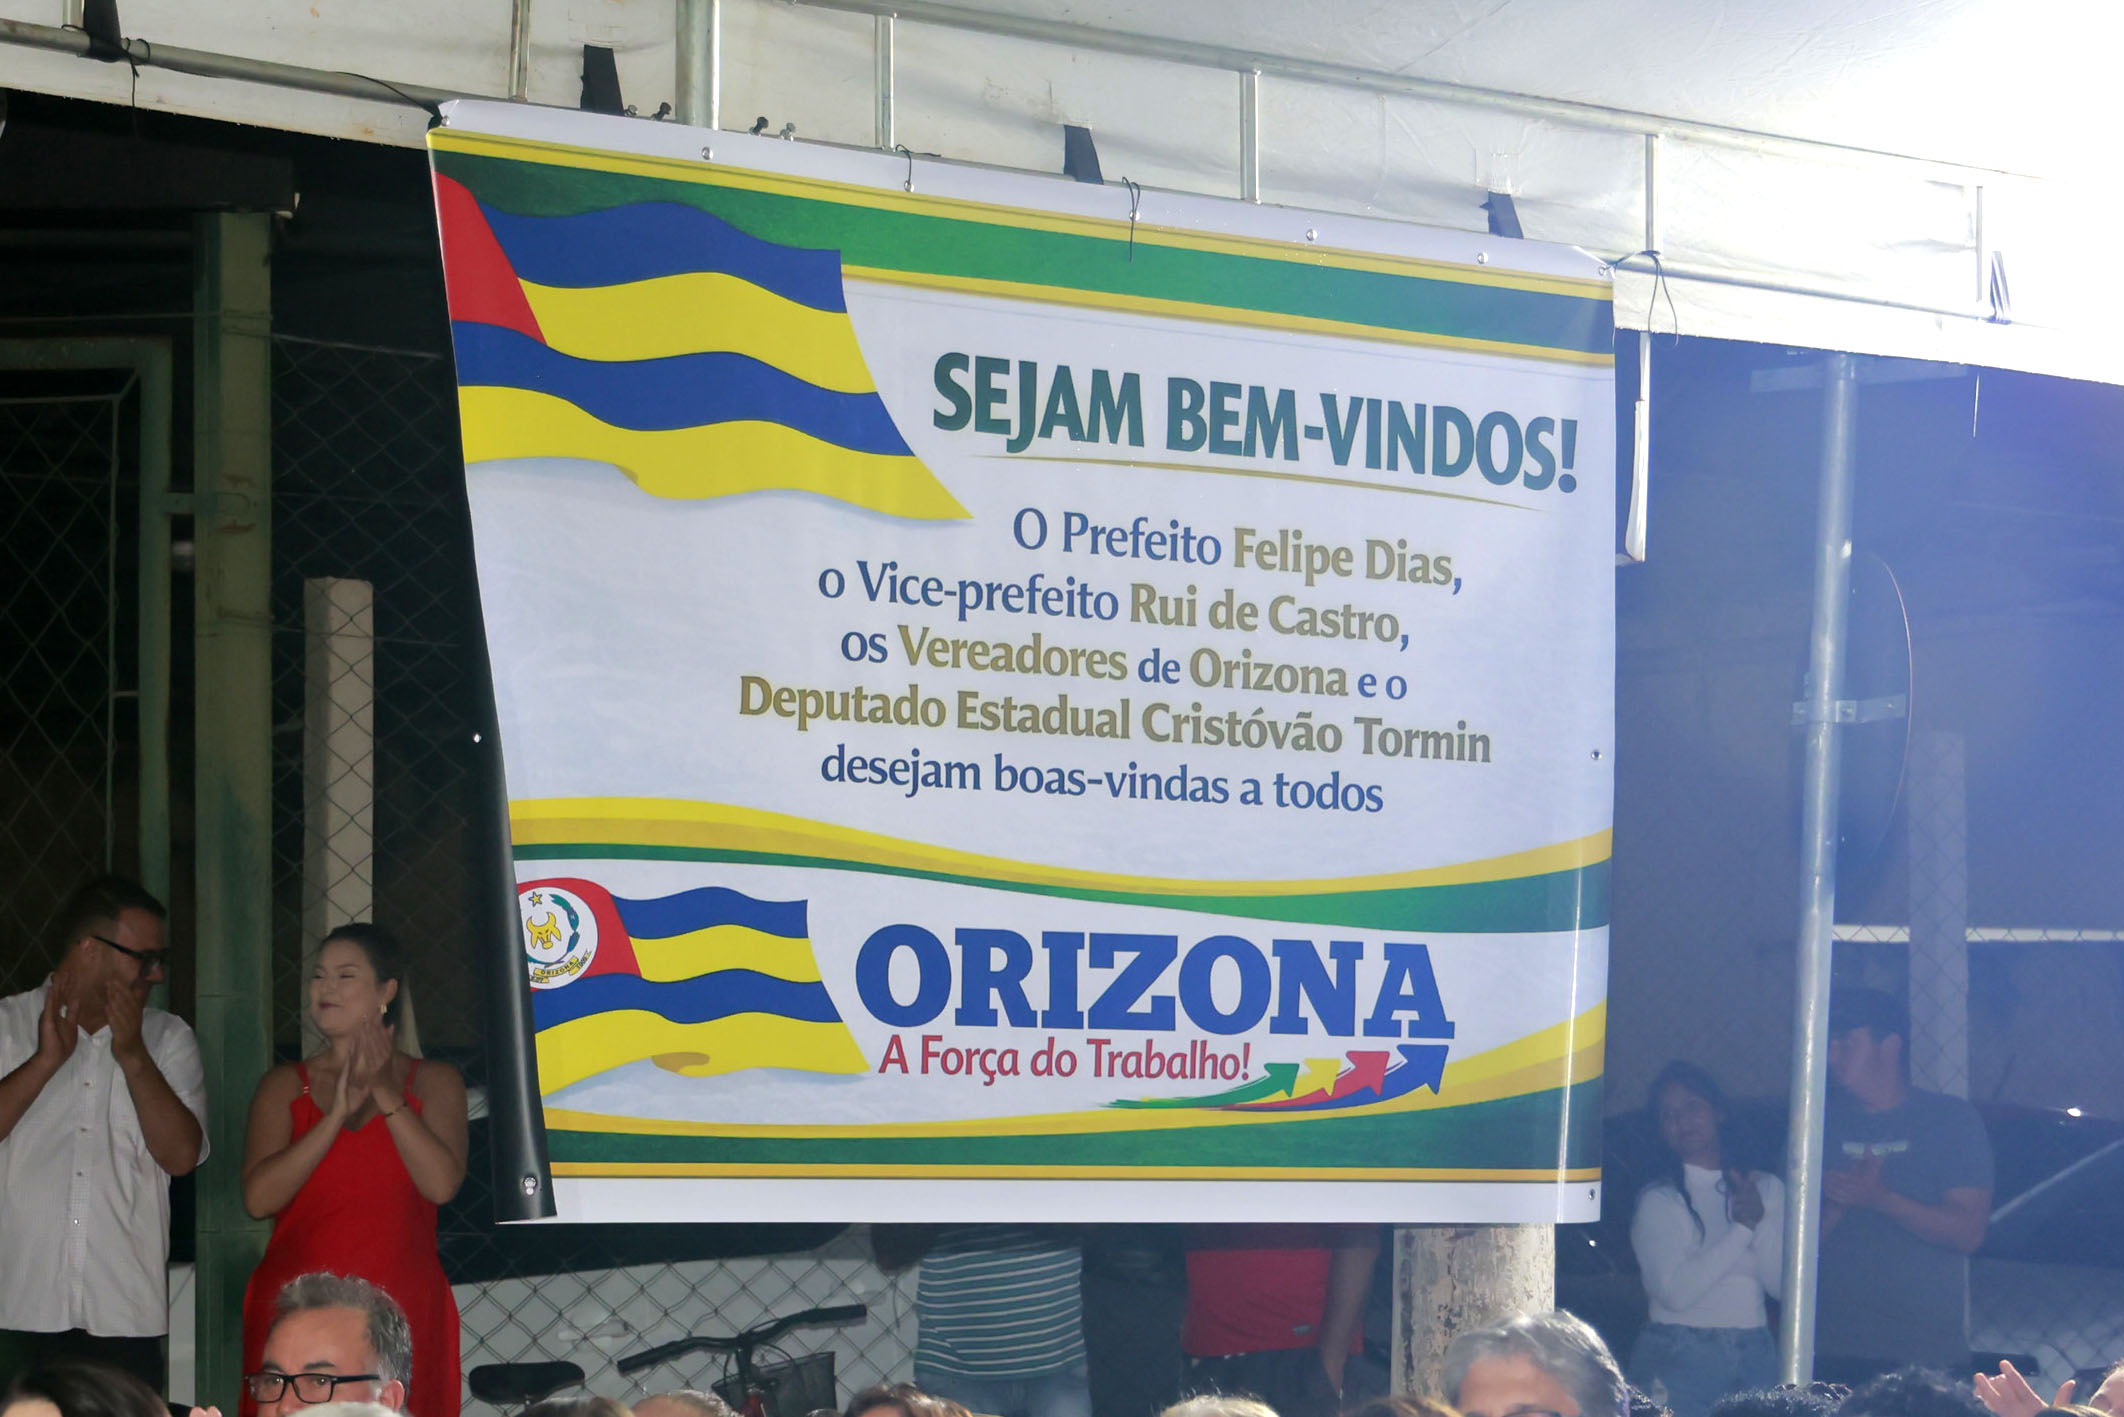 SEJAM BEM-VINDOS!
O Prefeito Felipe Dias,
o Vice-prefeito Rui de Castro,
os Vereadores de Orizona e o
Deputado Estadual Cristóvão Tormin
desejam boas-vindas a todos
ORIZONA
ORIZONA
A Força do Trabalho!